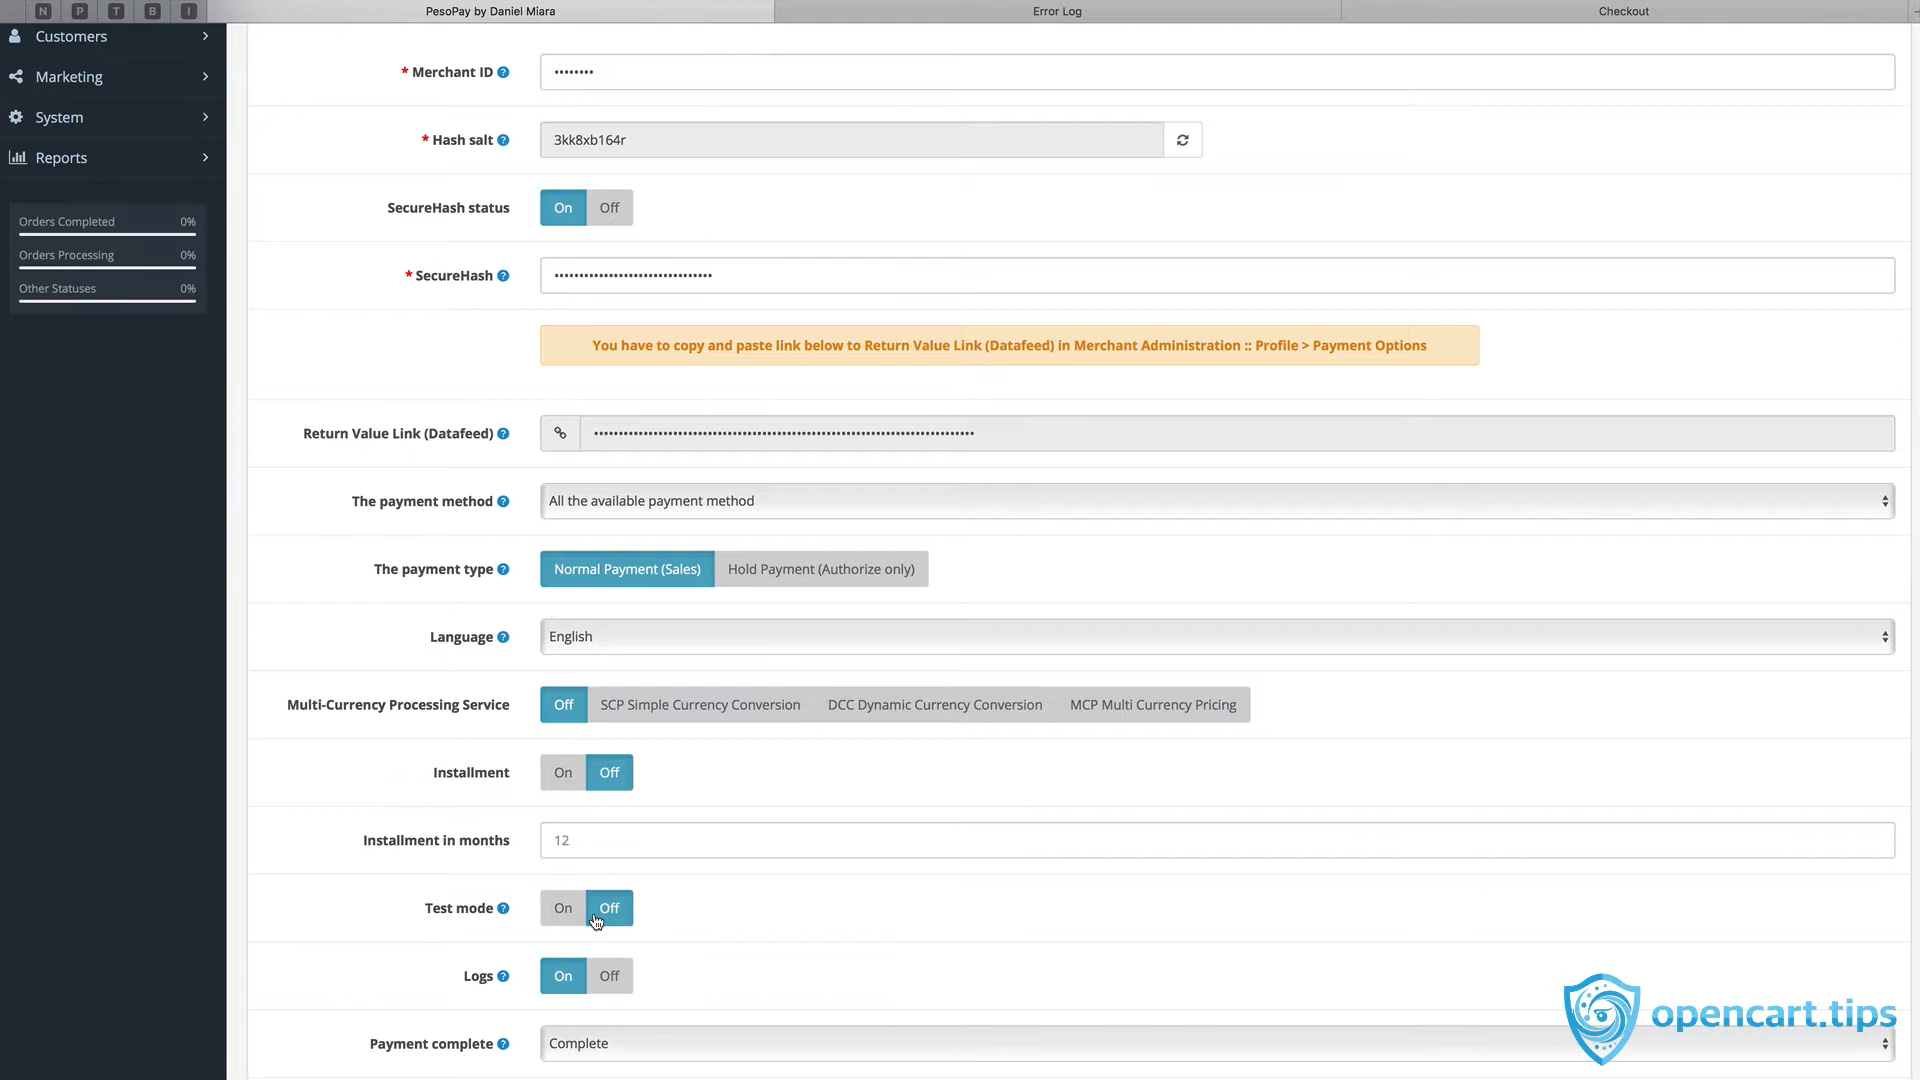 N P T B I
PesoPay by Daniel Miara
Error Log
Checkout
Customers
Marketing
System
Reports
Orders Completed 0%
Orders Processing 0%
Other Statuses 0%
* Merchant ID ••••••••
* Hash salt 3kk8xb164r
SecureHash status On Off
* SecureHash ••••••••••••••••••••••••••••••••
You have to copy and paste link below to Return Value Link (Datafeed) in Merchant Administration :: Profile > Payment Options
Return Value Link (Datafeed)
The payment method All the available payment method
The payment type Normal Payment (Sales) Hold Payment (Authorize only)
Language English
Multi-Currency Processing Service Off SCP Simple Currency Conversion DCC Dynamic Currency Conversion MCP Multi Currency Pricing
Installment On Off
Installment in months 12
Test mode On Off
Logs On Off
Payment complete Complete
opencart.tips